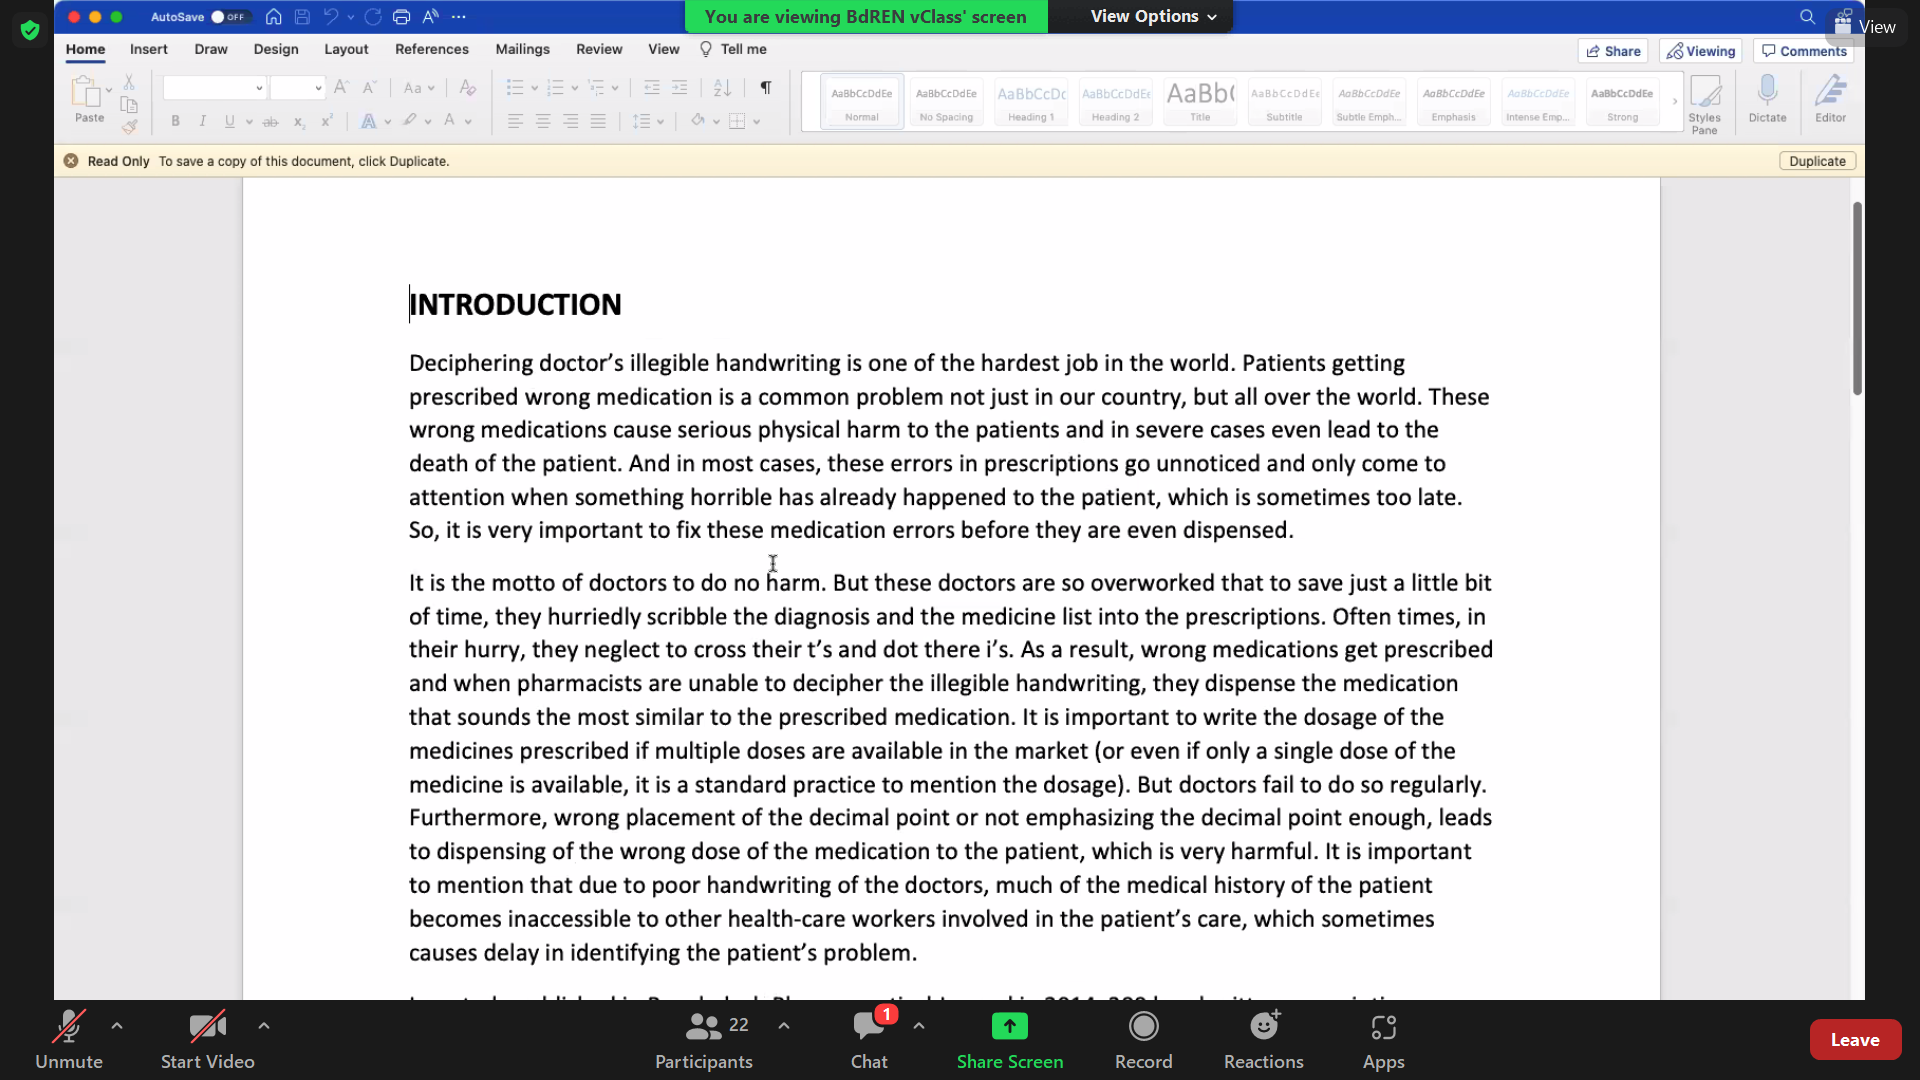 AutoSave OFF
You are viewing BdREN vClass' screen
View Options
View
Home Insert Draw Design Layout References Mailings Review View Tell me
Share Viewing Comments
Paste
Aa
B I U ab x₂ x² A A
AaBbCcDdEe Normal
AaBbCcDdEe No Spacing
AaBbCcDc Heading 1
AaBbCcDdEe Heading 2
AaBb( Title
AaBbCcDdEe Subtitle
AaBbCcDdEe Subtle Emph...
AaBbCcDdEe Emphasis
AaBbCcDdEe Intense Emp...
AaBbCcDdEe Strong
Styles Pane
Dictate
Editor
Read Only To save a copy of this document, click Duplicate.
Duplicate
INTRODUCTION
Deciphering doctor’s illegible handwriting is one of the hardest job in the world. Patients getting
prescribed wrong medication is a common problem not just in our country, but all over the world. These
wrong medications cause serious physical harm to the patients and in severe cases even lead to the
death of the patient. And in most cases, these errors in prescriptions go unnoticed and only come to
attention when something horrible has already happened to the patient, which is sometimes too late.
So, it is very important to fix these medication errors before they are even dispensed.
It is the motto of doctors to do no harm. But these doctors are so overworked that to save just a little bit
of time, they hurriedly scribble the diagnosis and the medicine list into the prescriptions. Often times, in
their hurry, they neglect to cross their t’s and dot there i’s. As a result, wrong medications get prescribed
and when pharmacists are unable to decipher the illegible handwriting, they dispense the medication
that sounds the most similar to the prescribed medication. It is important to write the dosage of the
medicines prescribed if multiple doses are available in the market (or even if only a single dose of the
medicine is available, it is a standard practice to mention the dosage). But doctors fail to do so regularly.
Furthermore, wrong placement of the decimal point or not emphasizing the decimal point enough, leads
to dispensing of the wrong dose of the medication to the patient, which is very harmful. It is important
to mention that due to poor handwriting of the doctors, much of the medical history of the patient
becomes inaccessible to other health-care workers involved in the patient’s care, which sometimes
causes delay in identifying the patient’s problem.
Unmute
Start Video
22
Participants
1
Chat
Share Screen
Record
Reactions
Apps
Leave